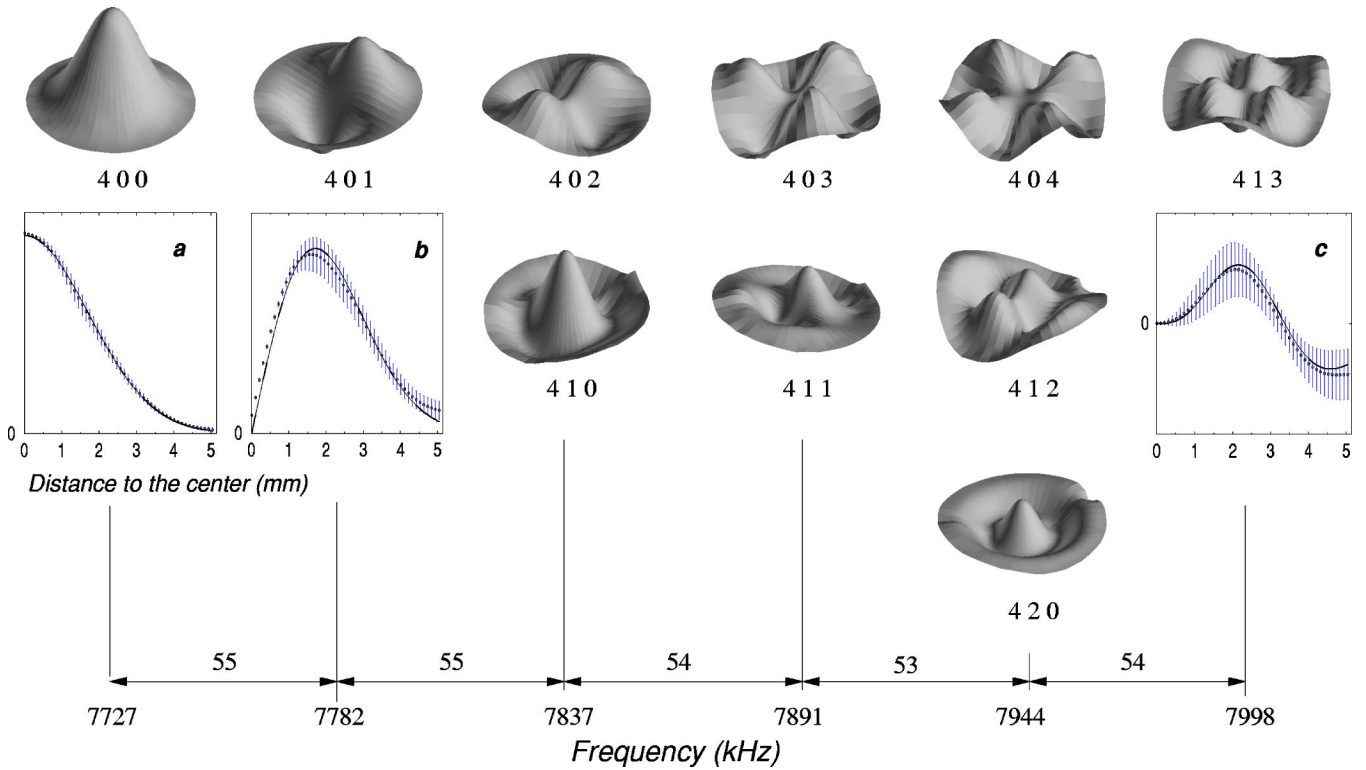 4 0 0
4 0 1
4 0 2
4 0 3
4 0 4
4 1 3
a
b
c
0
0
0
4 1 0
4 1 1
4 1 2
0 1 2 3 4 5
0 1 2 3 4 5
0 1 2 3 4 5
Distance to the center (mm)
4 2 0
55
55
54
53
54
7727
7782
7837
7891
7944
7998
Frequency (kHz)